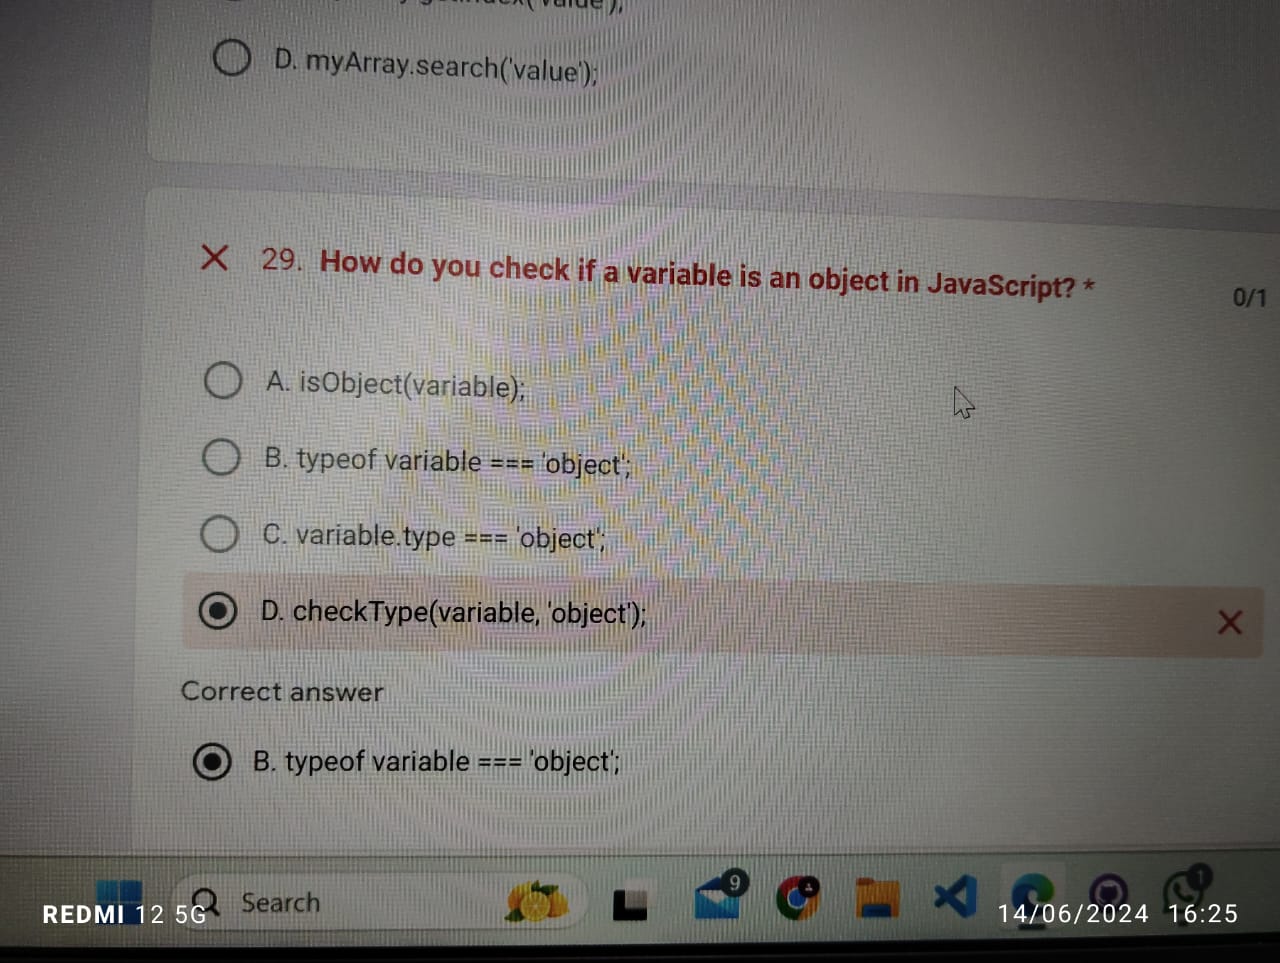 D. myArray.search('value');
29. How do you check if a variable is an object in JavaScript? *
0/1
A. isObject(variable);
B. typeof variable === 'object';
C. variable.type === 'object';
D. checkType(variable, 'object');
Correct answer
B. typeof variable === 'object';
Search
9
1
REDMI 12 5G
14/06/2024 16:25